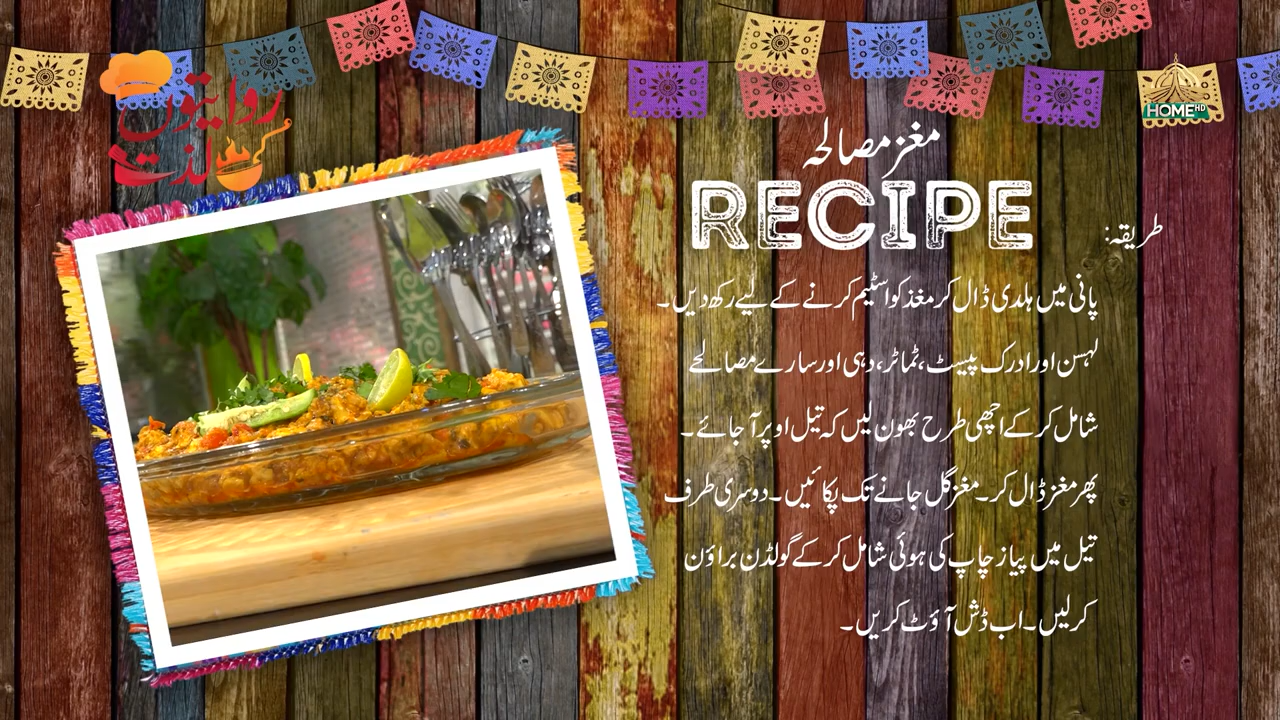 روایتوں
کی
لذت
HOME HD
مغز مصالحہ
RECIPE
طریقہ:
پانی میں ہلدی ڈال کر مغذ کو اسٹیم کرنے کے لیے رکھ دیں۔
لہسن اور ادرک پیسٹ، ٹماٹر، دہی اور سارے مصالحے
شامل کر کے اچھی طرح بھون لیں کہ تیل اوپر آ جائے۔
پھر مغز ڈال کر۔ مغز گل جانے تک پکائیں۔ دوسری طرف
تیل میں پیاز چاپ کی ہوئی شامل کر کے گولڈن براؤن
کر لیں۔ اب ڈش آؤٹ کریں۔